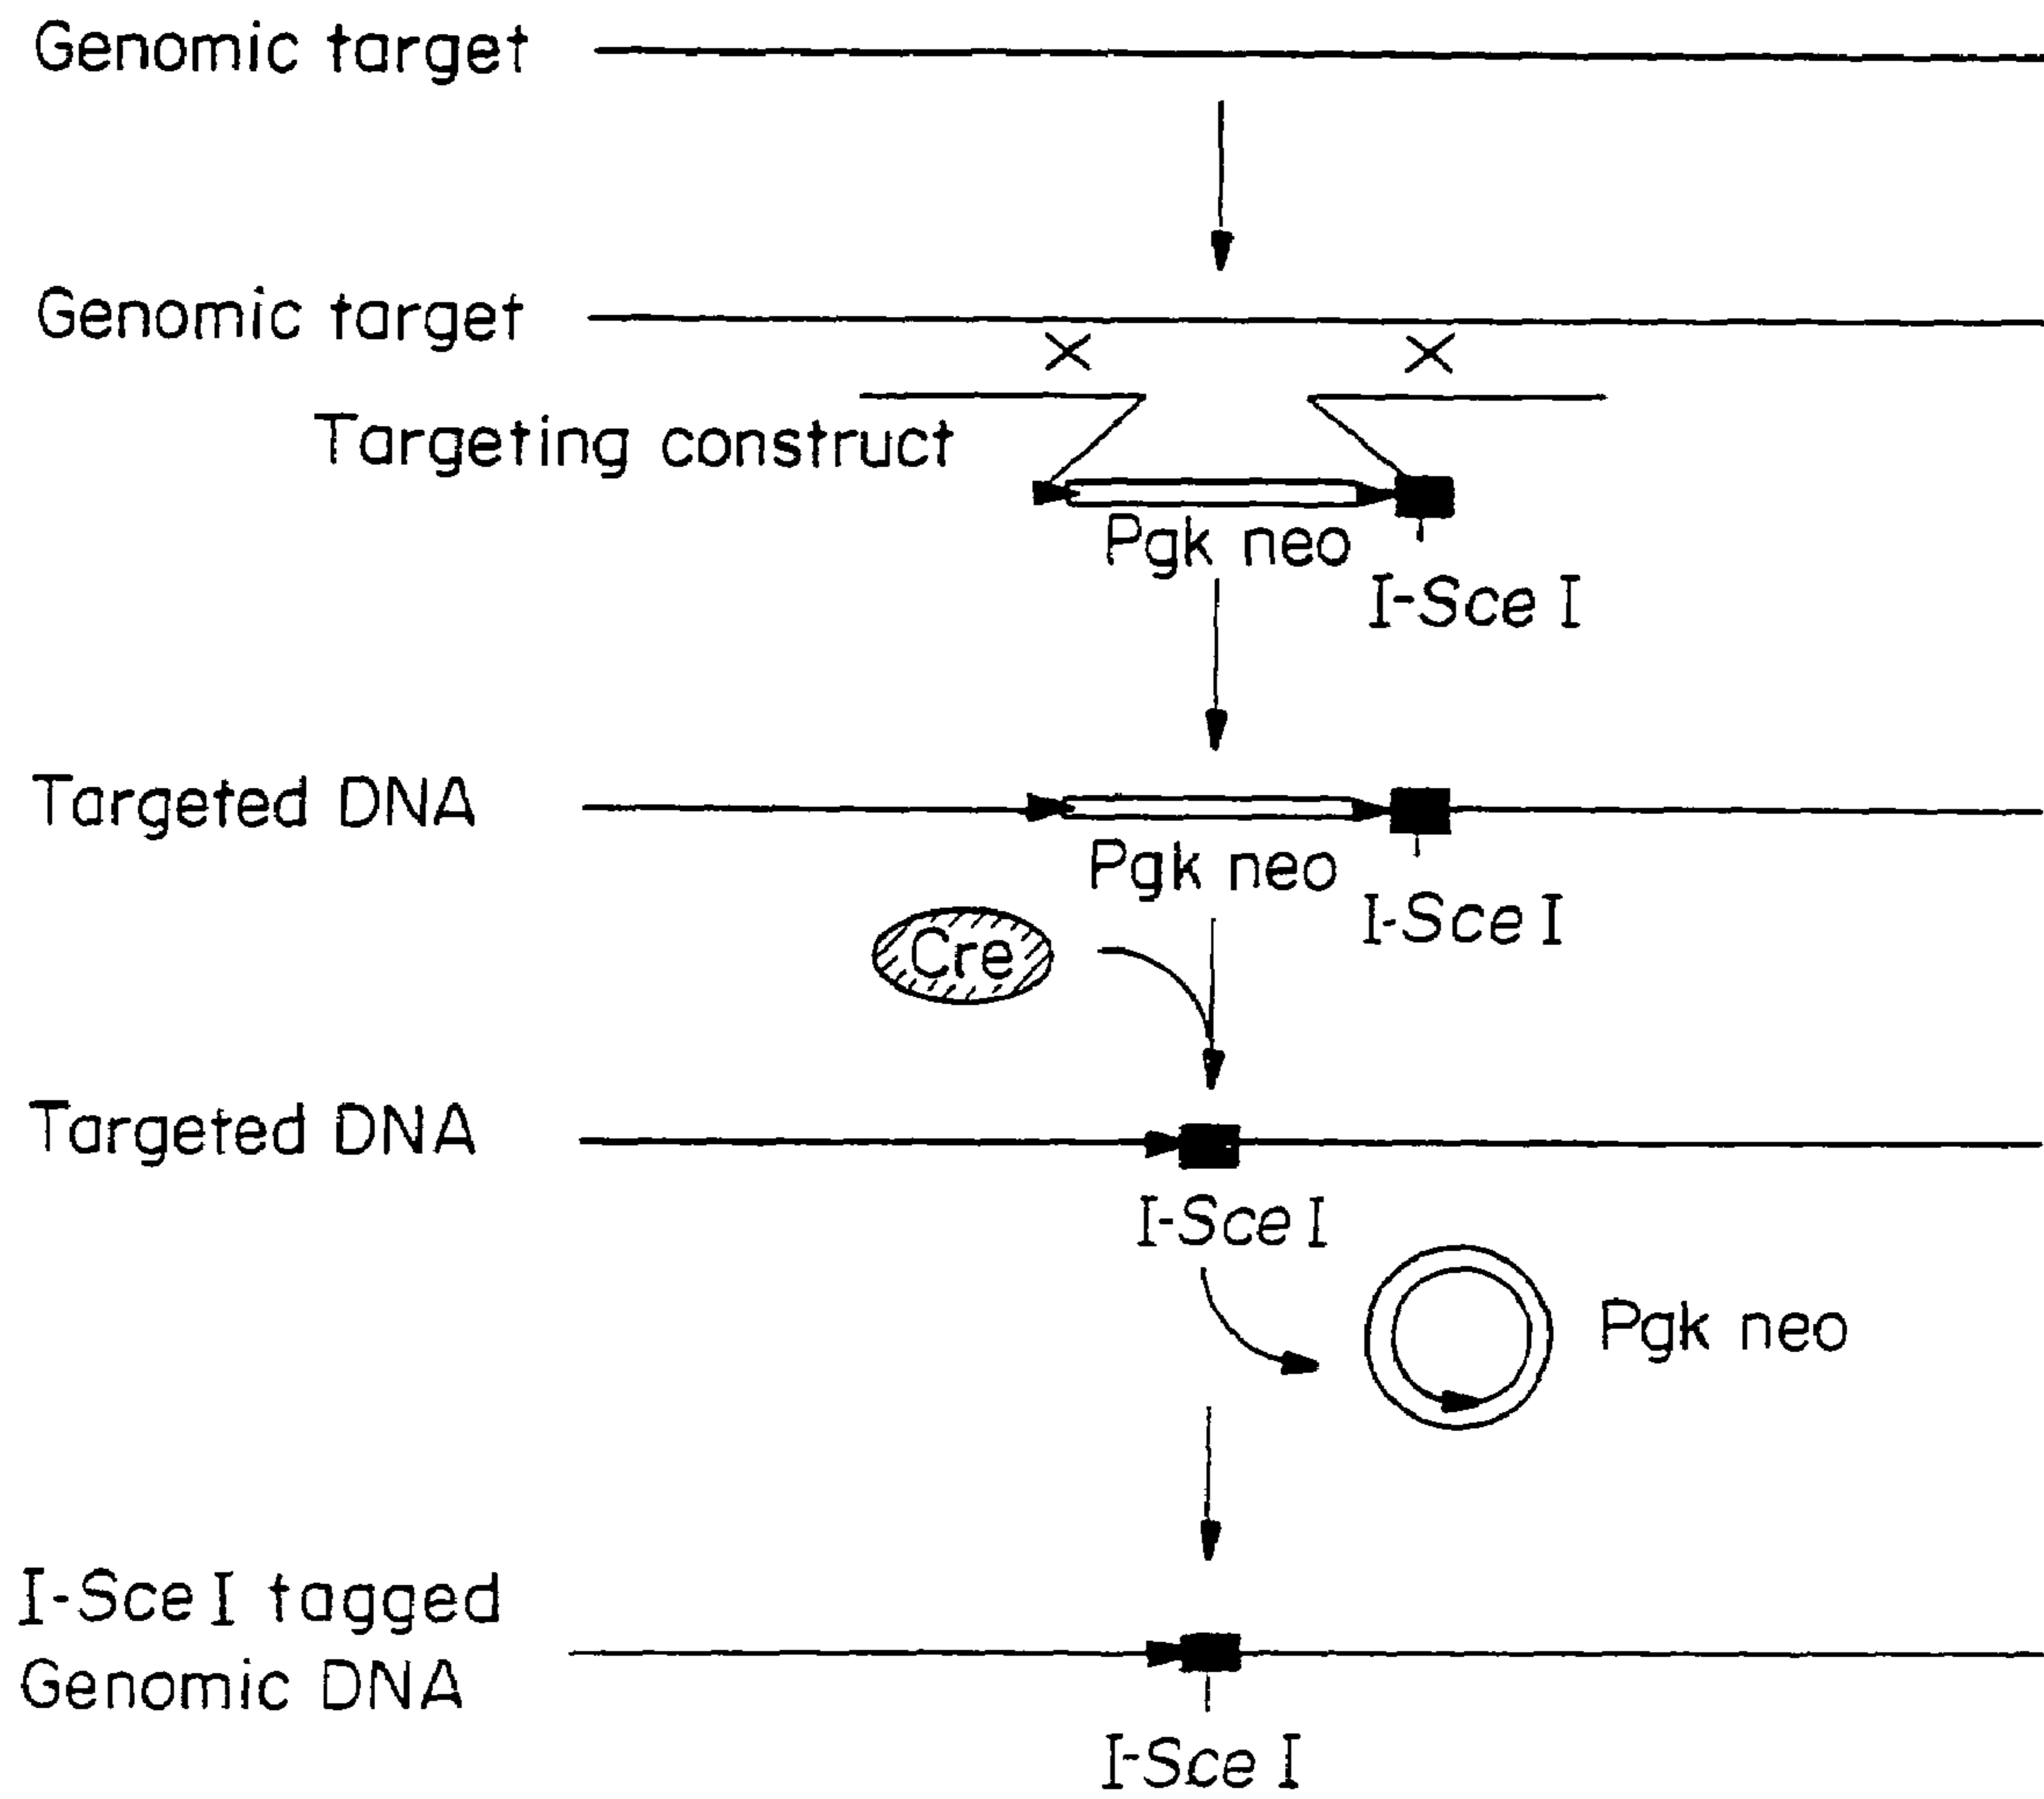 Genomic target
Genomic target
Targeting construct
Pgk neo
I-Sce I
Targeted DNA
Pgk neo
I-Sce I
Cre
Targeted DNA
I-Sce I
Pgk neo
I-Sce I tagged
Genomic DNA
I-Sce I